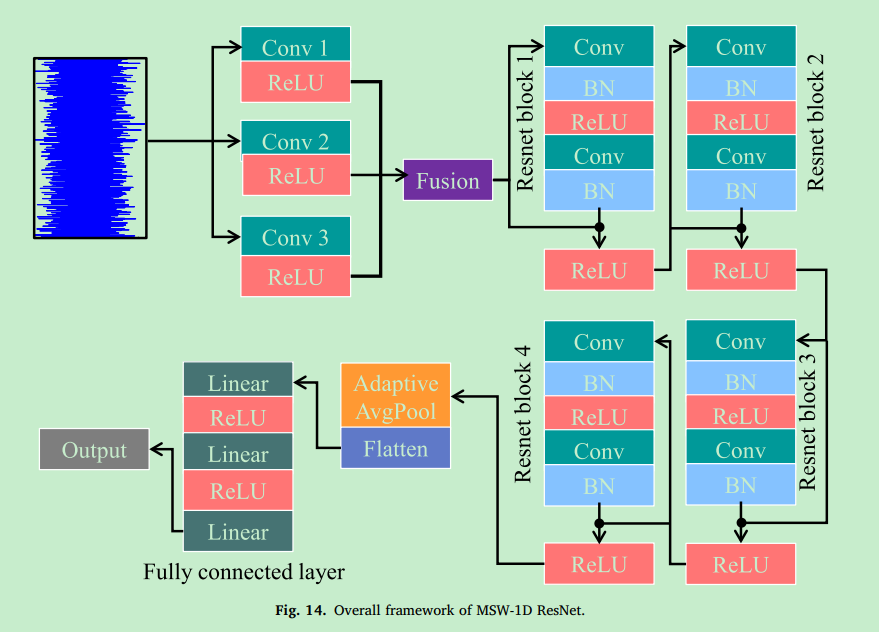 Conv 1
ReLU
Conv 2
ReLU
Conv 3
ReLU
Fusion
Resnet block 1
Conv
BN
ReLU
Conv
BN
ReLU
Conv
BN
ReLU
Conv
BN
ReLU
Resnet block 2
Conv
BN
ReLU
Conv
BN
ReLU
Resnet block 3
Resnet block 4
Conv
BN
ReLU
Conv
BN
ReLU
Adaptive
AvgPool
Flatten
Linear
ReLU
Linear
ReLU
Linear
Fully connected layer
Output
Fig. 14. Overall framework of MSW-1D ResNet.